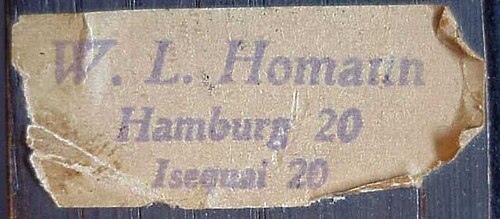 W. L. Homann
Hamburg 20
Isequai 20